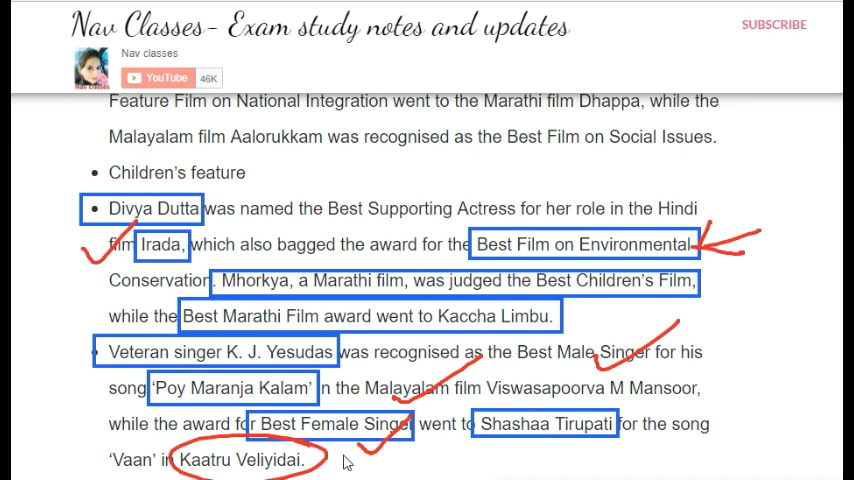 Nav Classes- Exam study notes and updates
SUBSCRIBE
Nav classes
YouTube 46K
Nav classes
Feature Film on National Integration went to the Marathi film Dhappa, while the
Malayalam film Aalorukkam was recognised as the Best Film on Social Issues.
• Children's feature
• Divya Dutta was named the Best Supporting Actress for her role in the Hindi
film Irada, which also bagged the award for the Best Film on Environmental
Conservation. Mhorkya, a Marathi film, was judged the Best Children's Film,
while the Best Marathi Film award went to Kaccha Limbu.
• Veteran singer K. J. Yesudas was recognised as the Best Male Singer for his
song 'Poy Maranja Kalam' in the Malayalam film Viswasapoorva M Mansoor,
while the award for Best Female Singer went to Shashaa Tirupati for the song
'Vaan' in Kaatru Veliyidai.